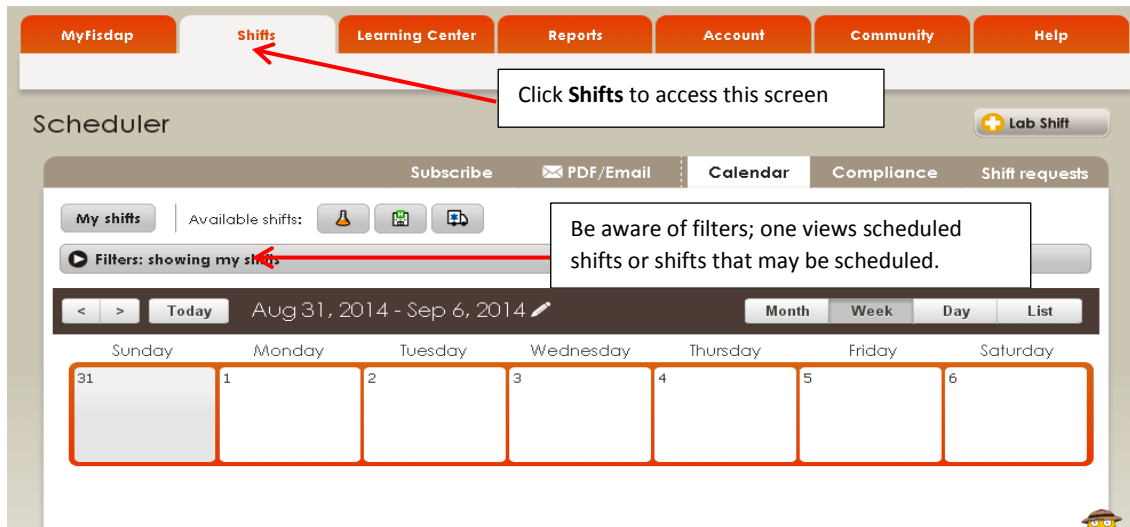 MyFisdap Shifts Learning Center Reports Account Community Help
Click Shifts to access this screen
Scheduler
Lab Shift
Subscribe PDF/Email Calendar Compliance Shift requests
My shifts Available shifts:
Be aware of filters; one views scheduled
shifts or shifts that may be scheduled.
Filters: showing my shifts
< > Today Aug 31, 2014 - Sep 6, 2014 Month Week Day List
Sunday Monday Tuesday Wednesday Thursday Friday Saturday
31 1 2 3 4 5 6